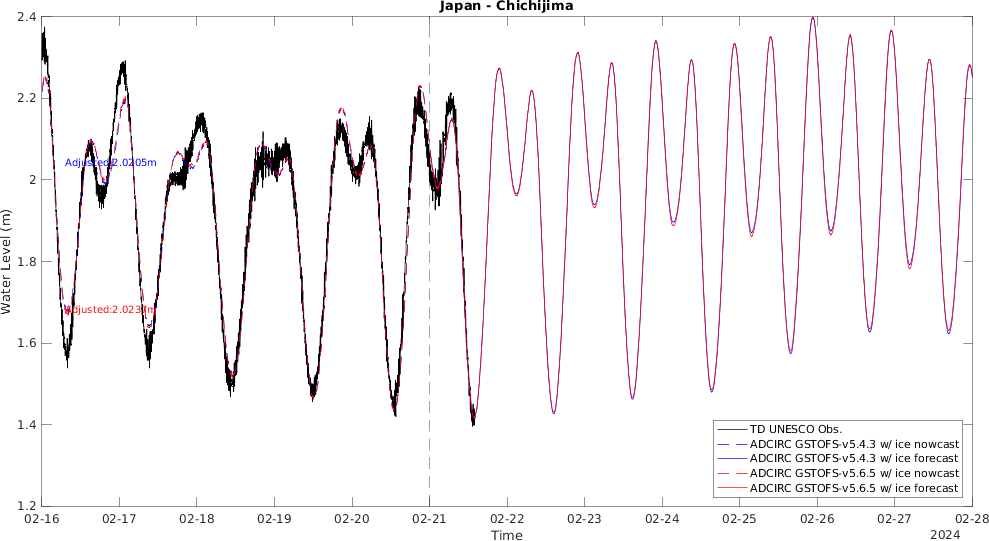 Japan - Chichijima
2.4
2.2
2
1.8
1.6
1.4
1.2
Water Level (m)
Adjusted:2.0205m
Adjusted:2.0237m
TD UNESCO Obs.
ADCIRC GSTOFS-v5.4.3 w/ ice nowcast
ADCIRC GSTOFS-v5.4.3 w/ ice forecast
ADCIRC GSTOFS-v5.6.5 w/ ice nowcast
ADCIRC GSTOFS-v5.6.5 w/ ice forecast
02-16 02-17 02-18 02-19 02-20 02-21 02-22 02-23 02-24 02-25 02-26 02-27 02-28
Time
2024